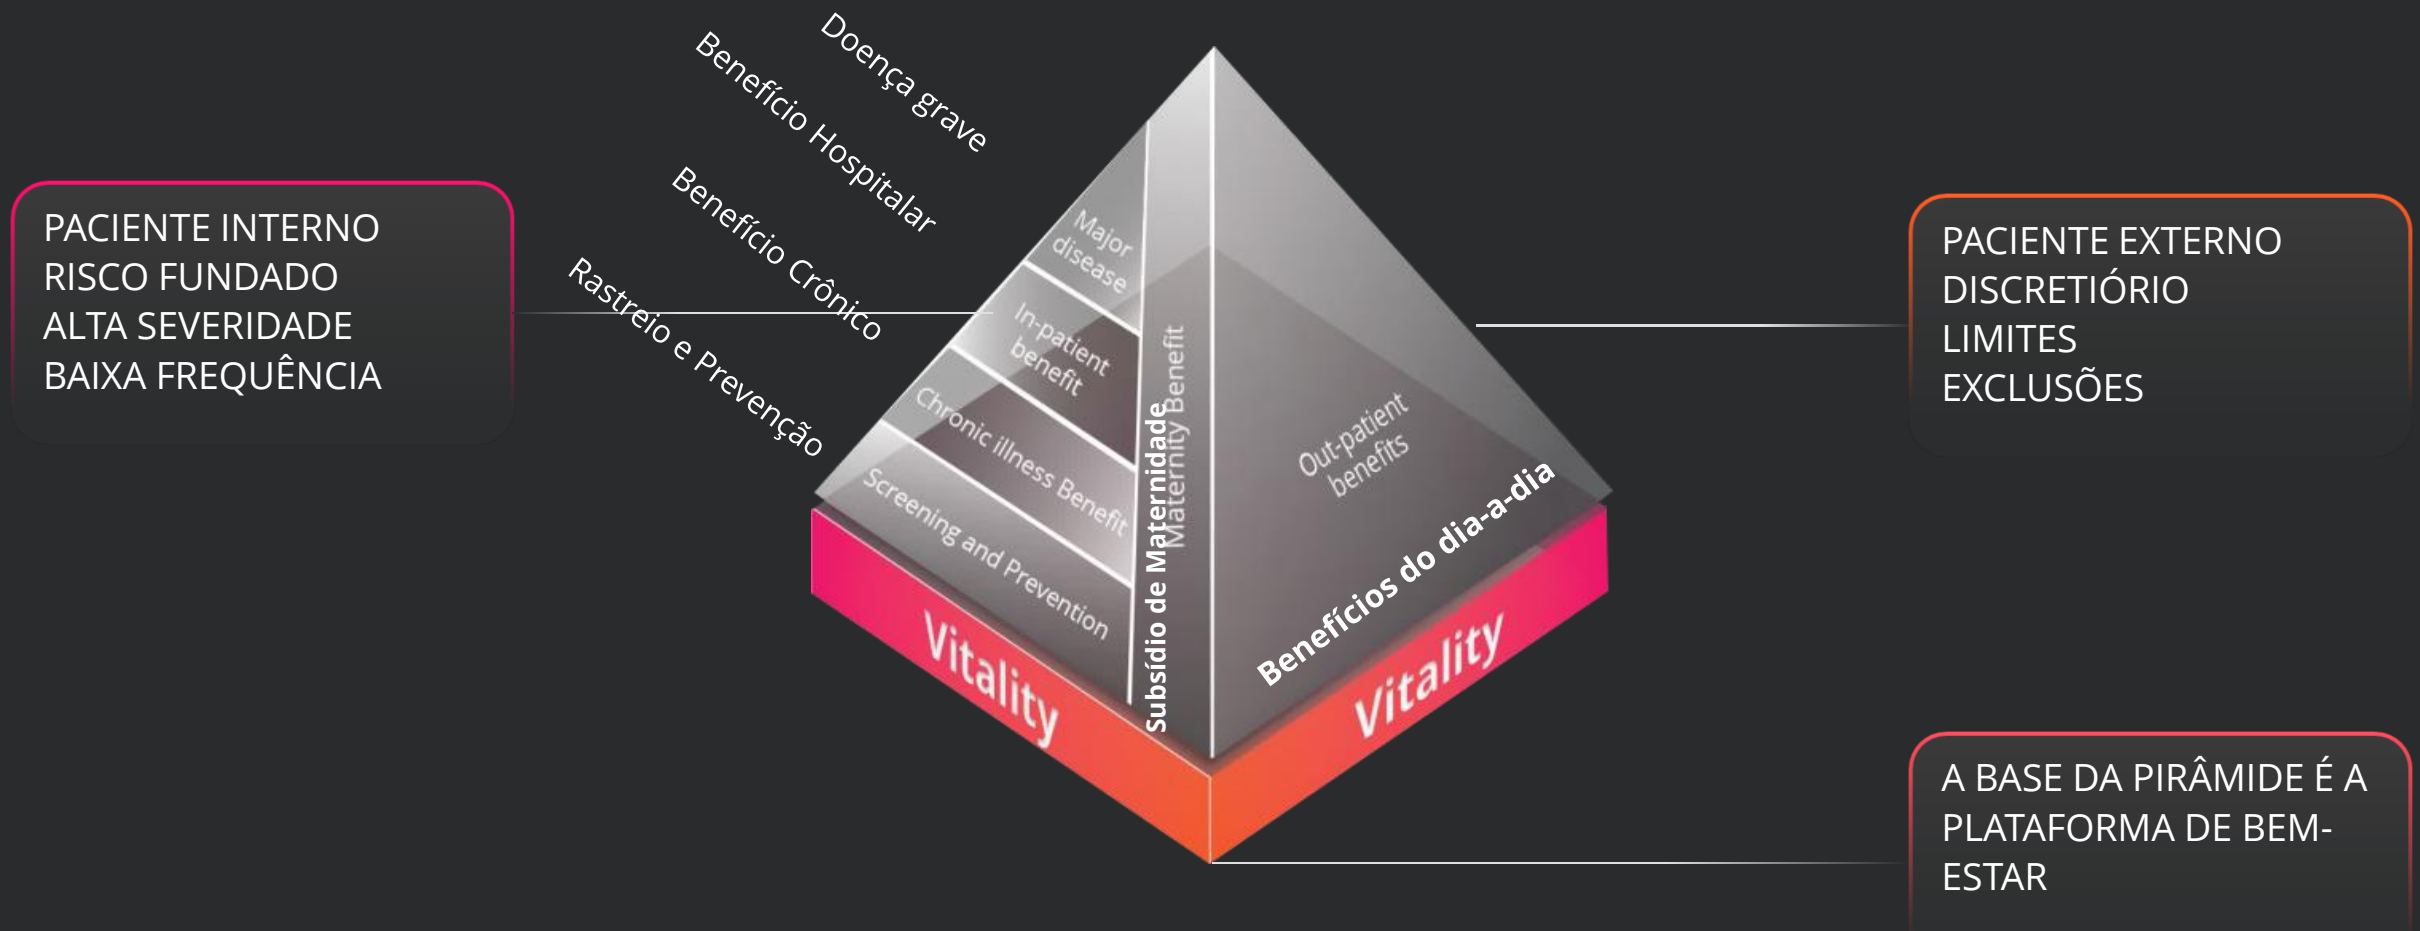 Doença grave
Benefício Hospitalar
Benefício Crônico
Rastreio e Prevenção
PACIENTE INTERNO
RISCO FUNDADO
ALTA SEVERIDADE
BAIXA FREQUÊNCIA
Major
disease
In-patient
benefit
Chronic illness Benefit
Screening and Prevention
Maternity Benefit
Subsídio de Maternidade
Out-patient
benefits
Benefícios do dia-a-dia
Vitality
Vitality
PACIENTE EXTERNO
DISCRETIÓRIO
LIMITES
EXCLUSÕES
A BASE DA PIRÂMIDE É A
PLATAFORMA DE BEM-
ESTAR